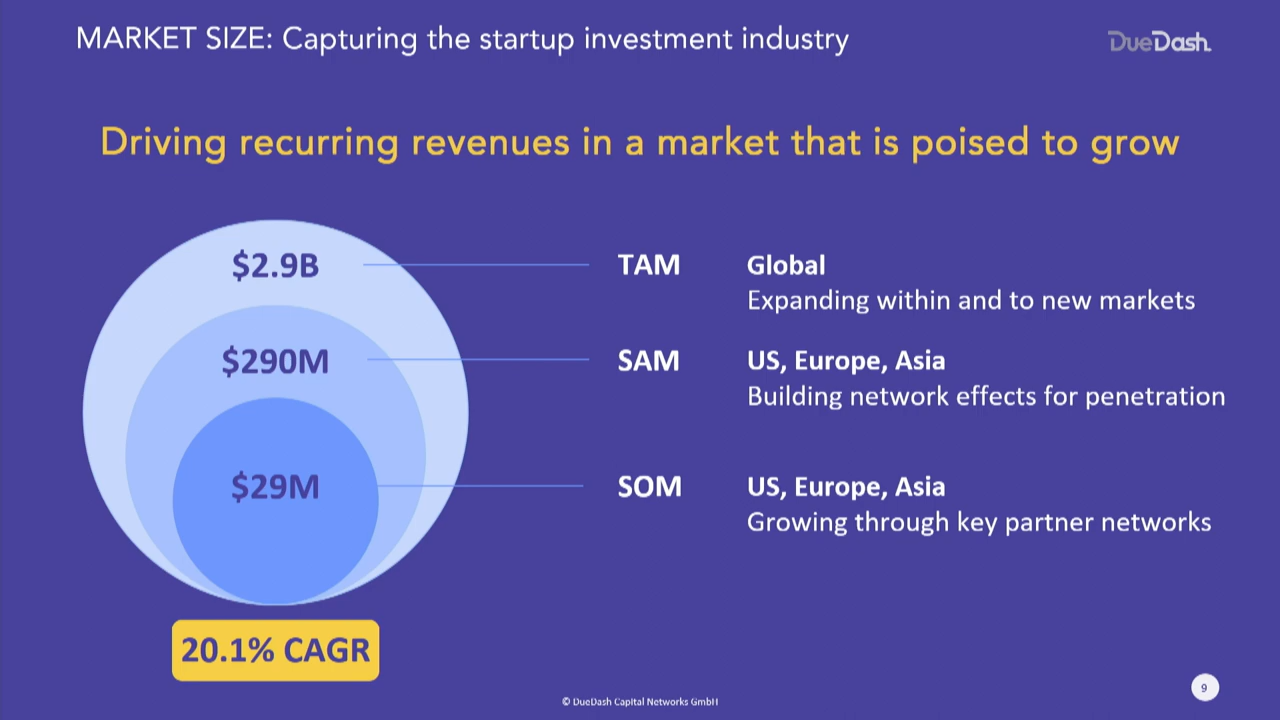 MARKET SIZE: Capturing the startup investment industry
DueDash
Driving recurring revenues in a market that is poised to grow
$2.9B TAM Global
Expanding within and to new markets
$290M SAM US, Europe, Asia
Building network effects for penetration
$29M SOM US, Europe, Asia
Growing through key partner networks
20.1% CAGR
© DueDash Capital Networks GmbH
9